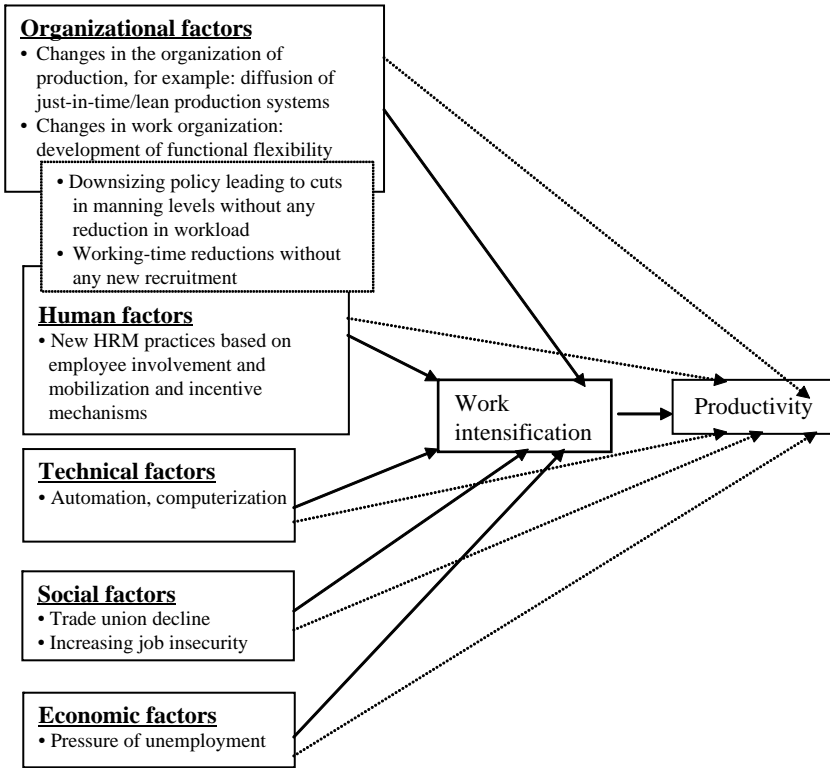 Organizational factors
• Changes in the organization of
production, for example: diffusion of
just-in-time/lean production systems
• Changes in work organization:
development of functional flexibility
• Downsizing policy leading to cuts
in manning levels without any
reduction in workload
• Working-time reductions without
any new recruitment
Human factors
• New HRM practices based on
employee involvement and
mobilization and incentive
mechanisms
Work
intensification
Productivity
Technical factors
• Automation, computerization
Social factors
• Trade union decline
• Increasing job insecurity
Economic factors
• Pressure of unemployment